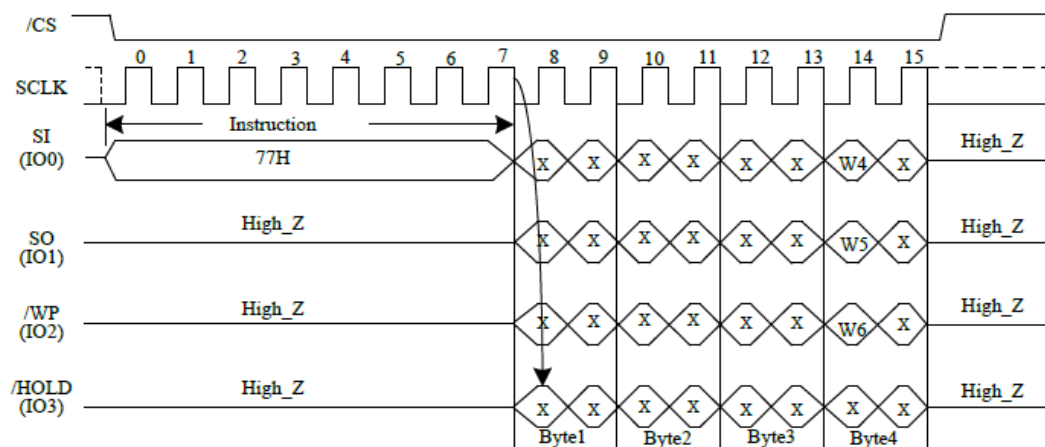 /CS
0 1 2 3 4 5 6 7 8 9 10 11 12 13 14 15
SCLK
SI
(IO0)
Instruction
77H
X X X X X X W4 X
High_Z
SO
(IO1)
High_Z
X X X X X X W5 X
High_Z
/WP
(IO2)
High_Z
X X X X X X W6 X
High_Z
/HOLD
(IO3)
High_Z
X X X X X X X X
High_Z
Byte1 Byte2 Byte3 Byte4